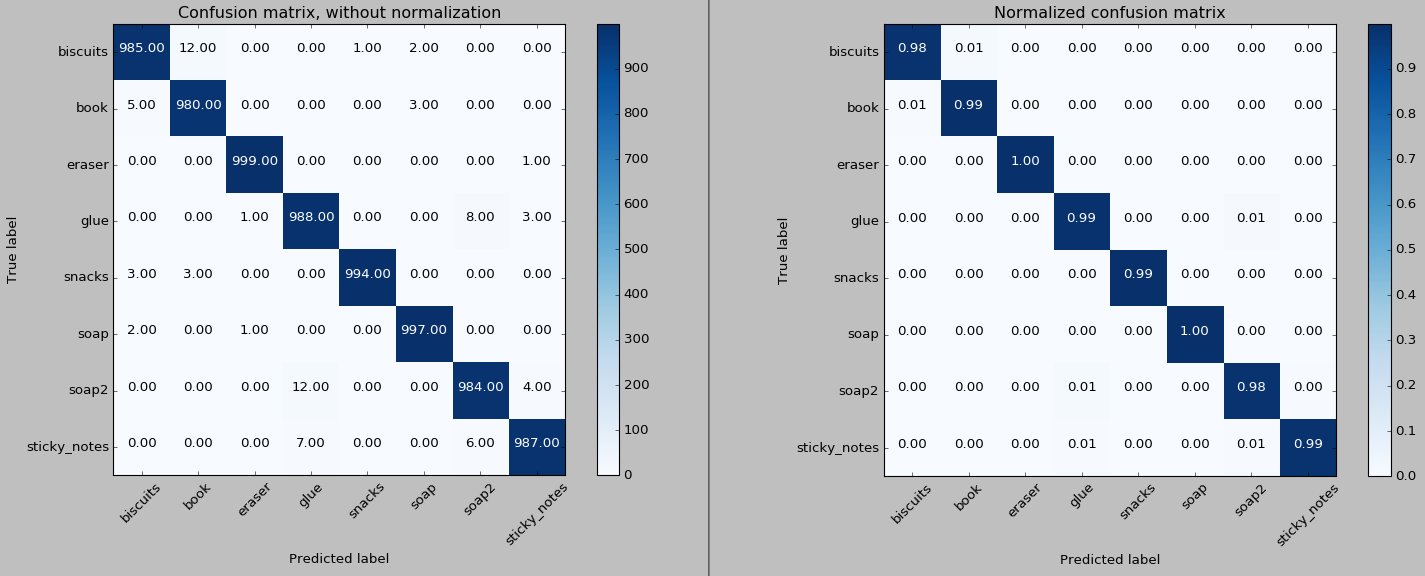 Confusion matrix, without normalization
biscuits 985.00 12.00 0.00 0.00 1.00 2.00 0.00 0.00
book 5.00 980.00 0.00 0.00 0.00 3.00 0.00 0.00
eraser 0.00 0.00 999.00 0.00 0.00 0.00 0.00 1.00
glue 0.00 0.00 1.00 988.00 0.00 0.00 8.00 3.00
snacks 3.00 3.00 0.00 0.00 994.00 0.00 0.00 0.00
soap 2.00 0.00 1.00 0.00 0.00 997.00 0.00 0.00
soap2 0.00 0.00 0.00 12.00 0.00 0.00 984.00 4.00
sticky_notes 0.00 0.00 0.00 7.00 0.00 0.00 6.00 987.00
biscuits book eraser glue snacks soap soap2 sticky_notes
True label
Predicted label
900
800
700
600
500
400
300
200
100
0
Normalized confusion matrix
biscuits 0.98 0.01 0.00 0.00 0.00 0.00 0.00 0.00
book 0.01 0.99 0.00 0.00 0.00 0.00 0.00 0.00
eraser 0.00 0.00 1.00 0.00 0.00 0.00 0.00 0.00
glue 0.00 0.00 0.00 0.99 0.00 0.00 0.01 0.00
snacks 0.00 0.00 0.00 0.00 0.99 0.00 0.00 0.00
soap 0.00 0.00 0.00 0.00 0.00 1.00 0.00 0.00
soap2 0.00 0.00 0.00 0.01 0.00 0.00 0.98 0.00
sticky_notes 0.00 0.00 0.00 0.01 0.00 0.00 0.01 0.99
biscuits book eraser glue snacks soap soap2 sticky_notes
True label
Predicted label
0.9
0.8
0.7
0.6
0.5
0.4
0.3
0.2
0.1
0.0